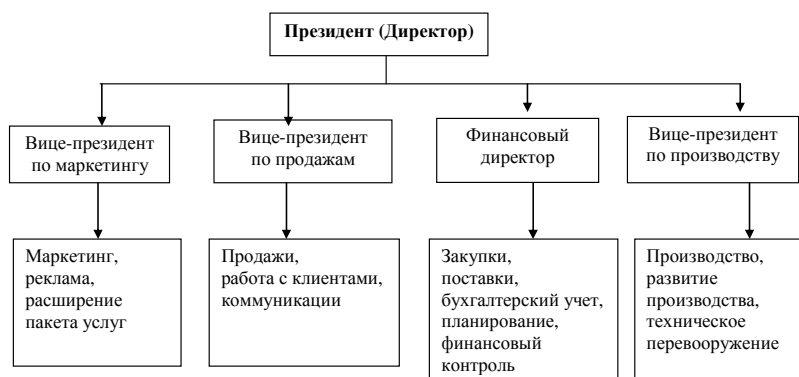 Президент (Директор)
Вице-президент
по маркетингу
Вице-президент
по продажам
Финансовый
директор
Вице-президент
по производству
Маркетинг,
реклама,
расширение
пакета услуг
Продажи,
работа с клиентами,
коммуникации
Закупки,
поставки,
бухгалтерский учет,
планирование,
финансовый
контроль
Производство,
развитие
производства,
техническое
перевооружение